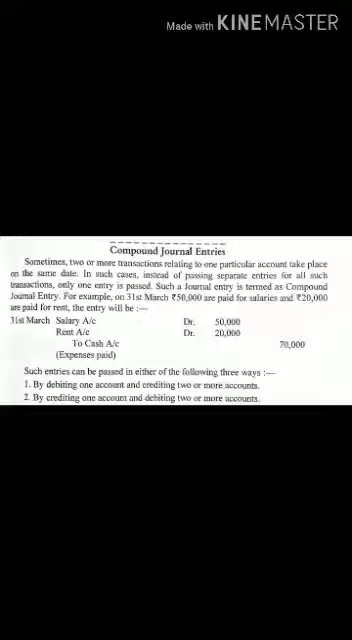 Made with KINEMASTER
Compound Journal Entries
Sometimes, two or more transactions relating to one particular account take place
on the same date. In such cases, instead of passing separate entries for all such
transactions, only one entry is passed. Such a Journal entry is termed as Compound
Journal Entry. For example, on 31st March ₹50,000 are paid for salaries and ₹20,000
are paid for rent, the entry will be :—
31st March Salary A/c Dr. 50,000
Rent A/c Dr. 20,000
To Cash A/c 70,000
(Expenses paid)
Such entries can be passed in either of the following three ways :—
1. By debiting one account and crediting two or more accounts.
2. By crediting one account and debiting two or more accounts.